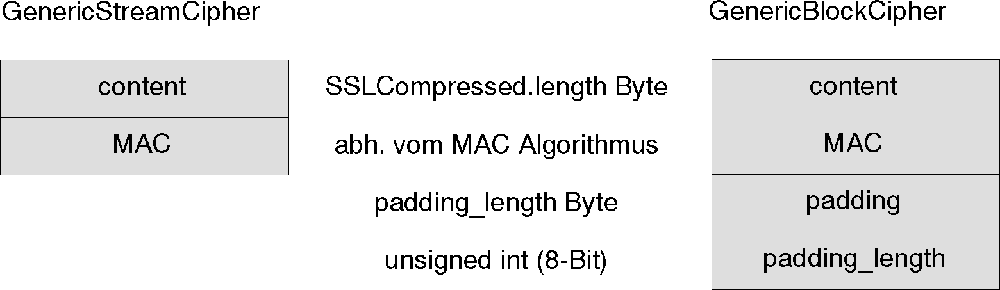 GenericStreamCipher GenericBlockCipher
content SSLCompressed.length Byte content
MAC abh. vom MAC Algorithmus MAC
padding_length Byte padding
unsigned int (8-Bit) padding_length